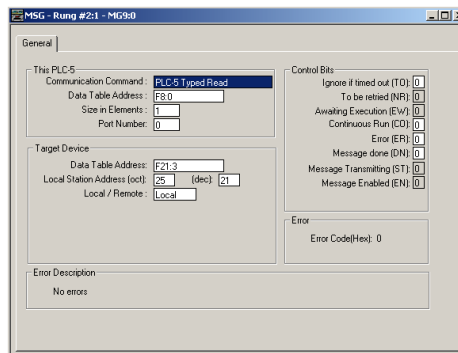 MSG - Rung #2:1 - MG9:0
General
This PLC-5
Communication Command : PLC-5 Typed Read
Data Table Address : F8:0
Size in Elements : 1
Port Number: 0
Target Device
Data Table Address: F21:3
Local Station Address (oct): 25 (dec): 21
Local / Remote : Local
Control Bits
Ignore if timed out (TO): 0
To be retried (NR): 0
Awaiting Execution (EW): 0
Continuous Run (CO): 0
Error (ER): 0
Message done (DN): 0
Message Transmitting (ST): 0
Message Enabled (EN): 0
Error
Error Code(Hex): 0
Error Description
No errors